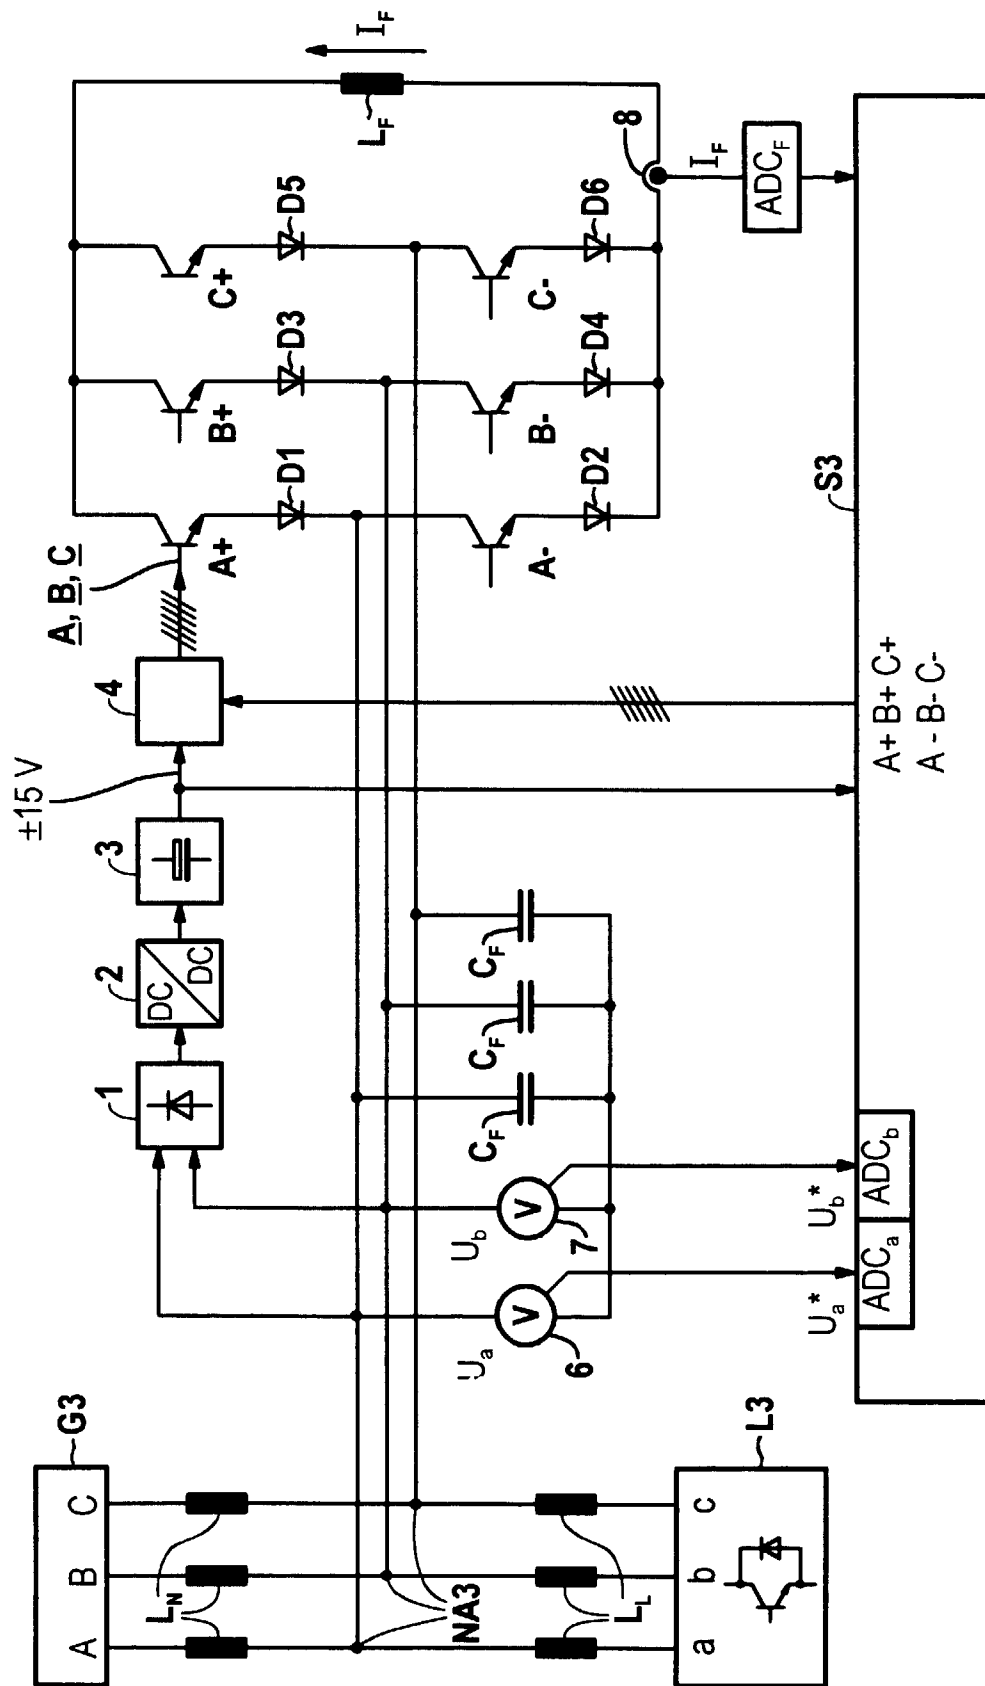 G3
A B C
L_N
NA3
L_L
a b c
L3
1
2
DC
DC
3
±15 V
4
A, B, C
A+
B+
C+
D1
D3
D5
A-
B-
C-
D2
D4
D6
L_F
I_F
8
I_F
ADC_F
C_F
C_F
C_F
U_a
V
6
U_b
V
7
U_a*
U_b*
ADC_a
ADC_b
A+ B+ C+
A - B- C-
S3